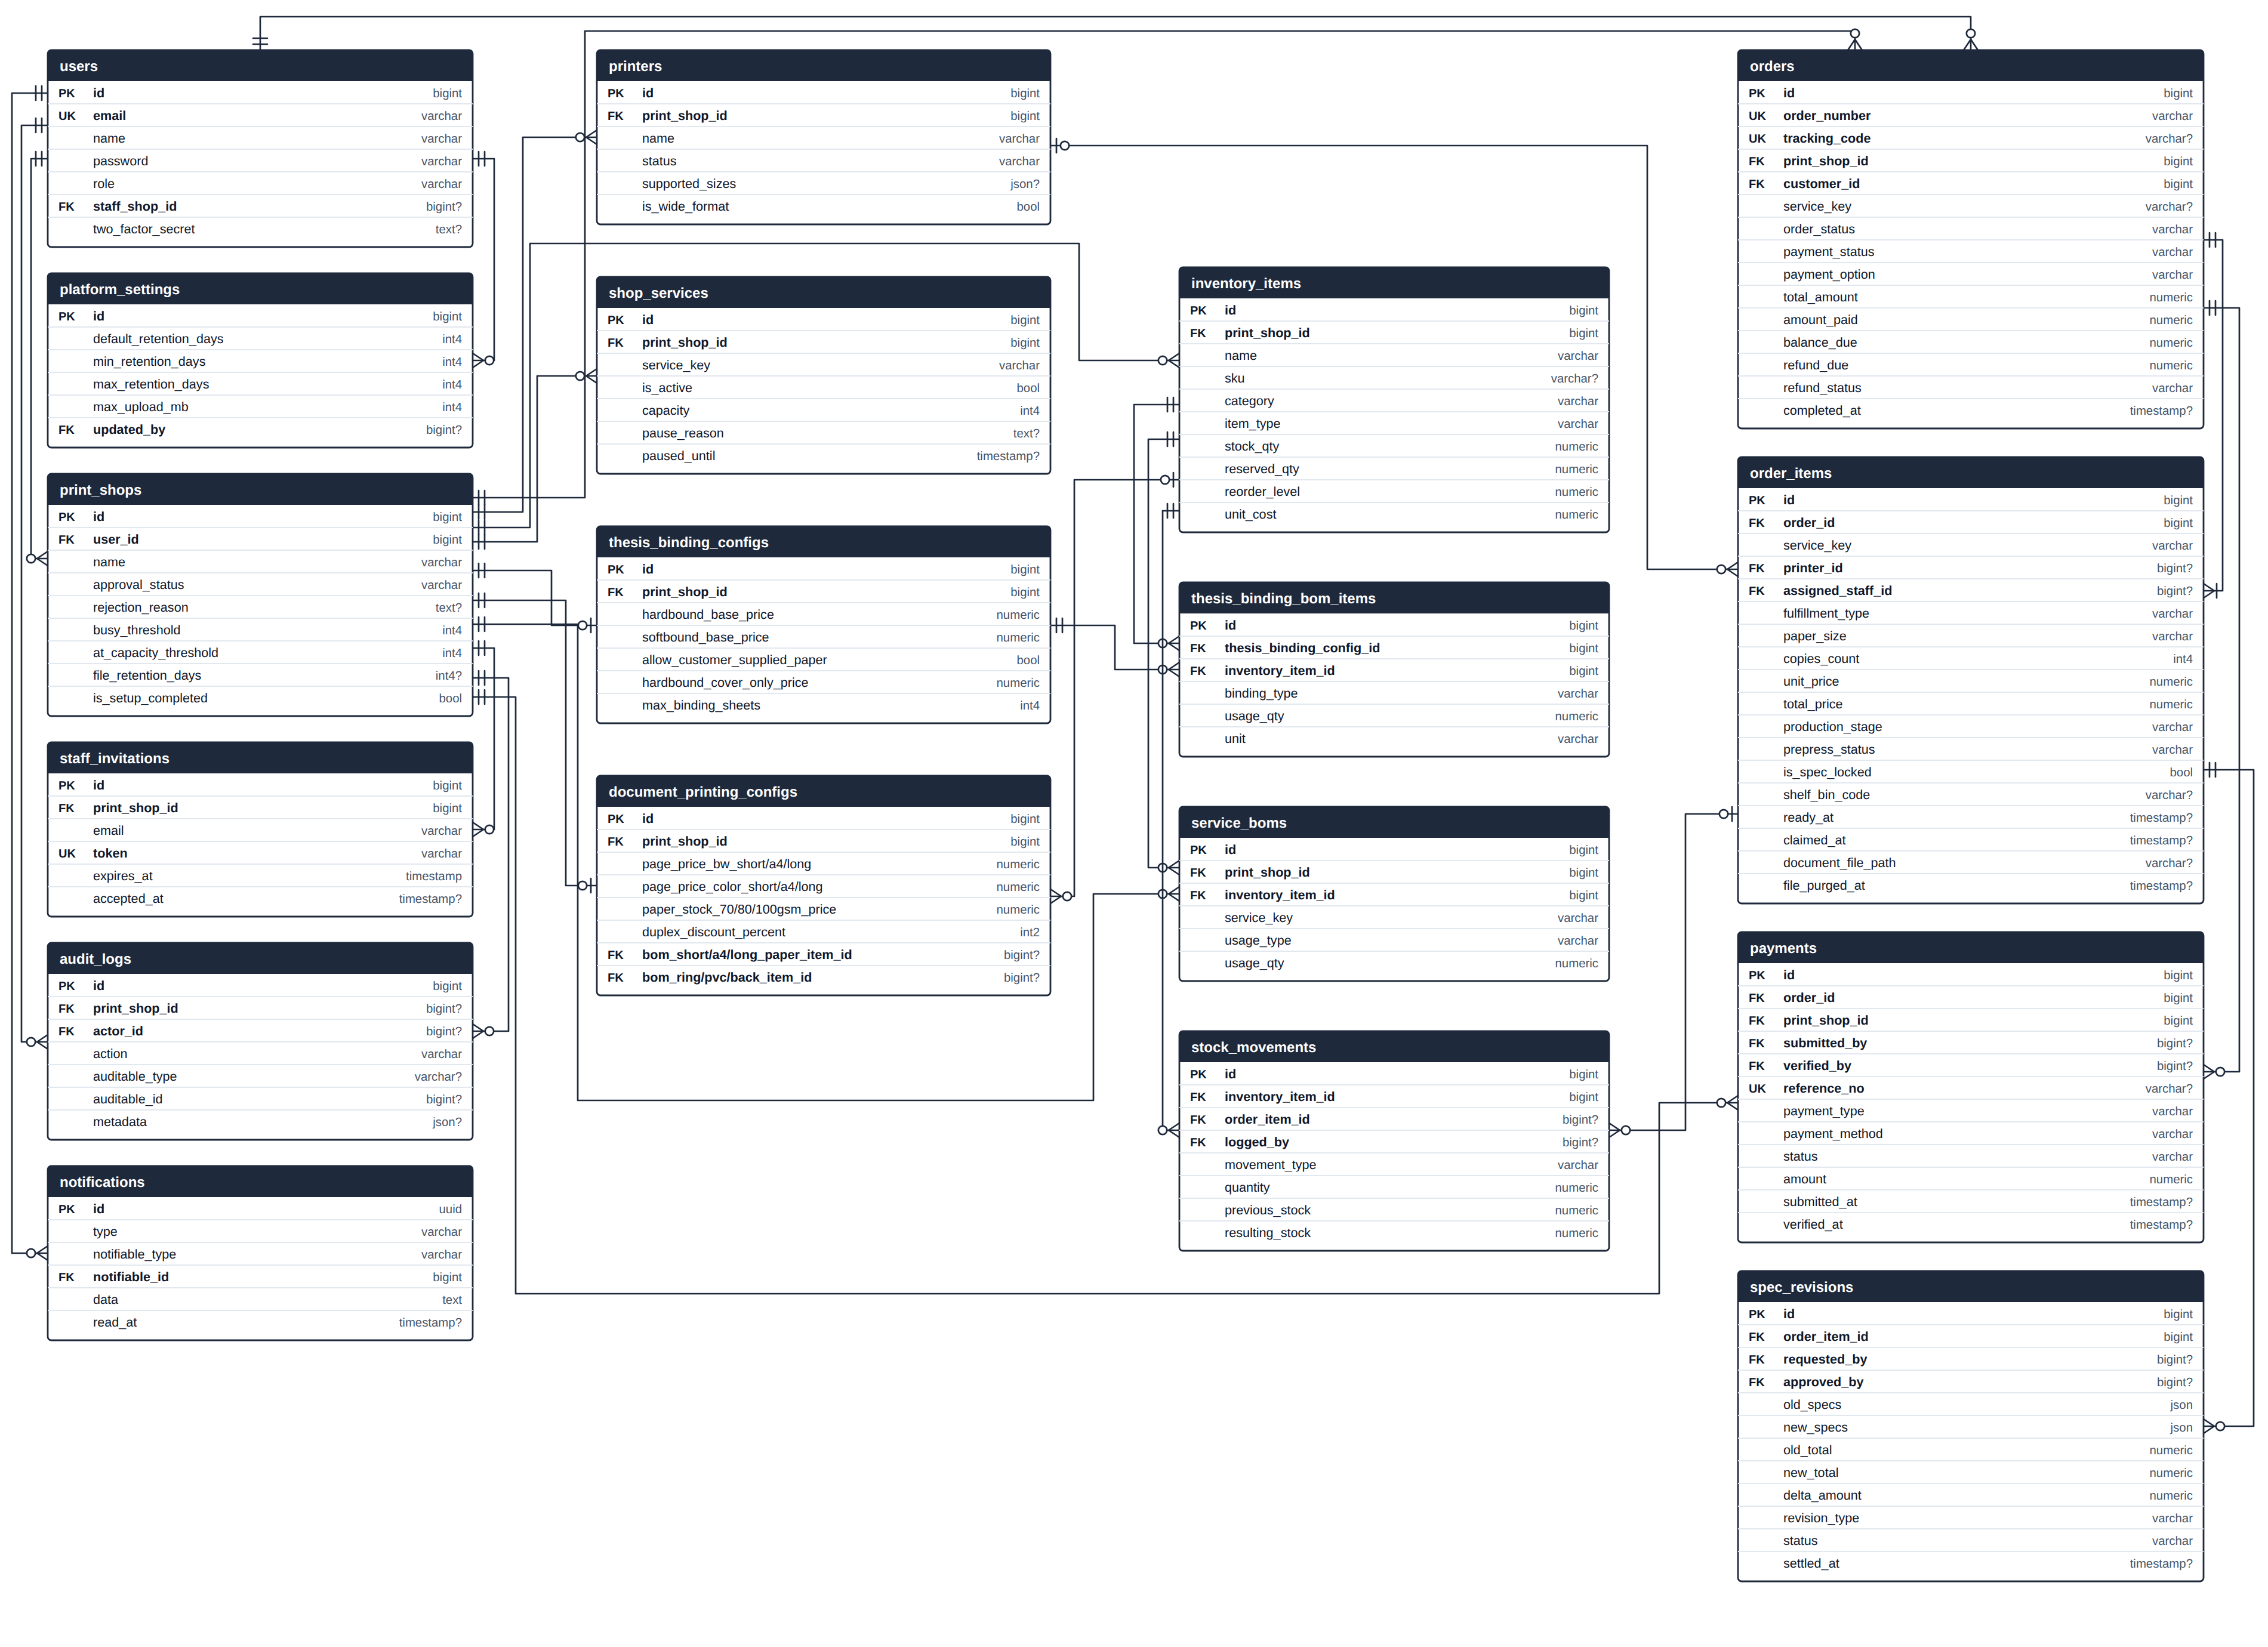 users
PK id bigint
UK email varchar
name varchar
password varchar
role varchar
FK staff_shop_id bigint?
two_factor_secret text?
platform_settings
PK id bigint
default_retention_days int4
min_retention_days int4
max_retention_days int4
max_upload_mb int4
FK updated_by bigint?
print_shops
PK id bigint
FK user_id bigint
name varchar
approval_status varchar
rejection_reason text?
busy_threshold int4
at_capacity_threshold int4
file_retention_days int4?
is_setup_completed bool
staff_invitations
PK id bigint
FK print_shop_id bigint
email varchar
UK token varchar
expires_at timestamp
accepted_at timestamp?
audit_logs
PK id bigint
FK print_shop_id bigint?
FK actor_id bigint?
action varchar
auditable_type varchar?
auditable_id bigint?
metadata json?
notifications
PK id uuid
type varchar
notifiable_type varchar
FK notifiable_id bigint
data text
read_at timestamp?
printers
PK id bigint
FK print_shop_id bigint
name varchar
status varchar
supported_sizes json?
is_wide_format bool
shop_services
PK id bigint
FK print_shop_id bigint
service_key varchar
is_active bool
capacity int4
pause_reason text?
paused_until timestamp?
thesis_binding_configs
PK id bigint
FK print_shop_id bigint
hardbound_base_price numeric
softbound_base_price numeric
allow_customer_supplied_paper bool
hardbound_cover_only_price numeric
max_binding_sheets int4
document_printing_configs
PK id bigint
FK print_shop_id bigint
page_price_bw_short/a4/long numeric
page_price_color_short/a4/long numeric
paper_stock_70/80/100gsm_price numeric
duplex_discount_percent int2
FK bom_short/a4/long_paper_item_id bigint?
FK bom_ring/pvc/back_item_id bigint?
inventory_items
PK id bigint
FK print_shop_id bigint
name varchar
sku varchar?
category varchar
item_type varchar
stock_qty numeric
reserved_qty numeric
reorder_level numeric
unit_cost numeric
thesis_binding_bom_items
PK id bigint
FK thesis_binding_config_id bigint
FK inventory_item_id bigint
binding_type varchar
usage_qty numeric
unit varchar
service_boms
PK id bigint
FK print_shop_id bigint
FK inventory_item_id bigint
service_key varchar
usage_type varchar
usage_qty numeric
stock_movements
PK id bigint
FK inventory_item_id bigint
FK order_item_id bigint?
FK logged_by bigint?
movement_type varchar
quantity numeric
previous_stock numeric
resulting_stock numeric
orders
PK id bigint
UK order_number varchar
UK tracking_code varchar?
FK print_shop_id bigint
FK customer_id bigint
service_key varchar?
order_status varchar
payment_status varchar
payment_option varchar
total_amount numeric
amount_paid numeric
balance_due numeric
refund_due numeric
refund_status varchar
completed_at timestamp?
order_items
PK id bigint
FK order_id bigint
service_key varchar
FK printer_id bigint?
FK assigned_staff_id bigint?
fulfillment_type varchar
paper_size varchar
copies_count int4
unit_price numeric
total_price numeric
production_stage varchar
prepress_status varchar
is_spec_locked bool
shelf_bin_code varchar?
ready_at timestamp?
claimed_at timestamp?
document_file_path varchar?
file_purged_at timestamp?
payments
PK id bigint
FK order_id bigint
FK print_shop_id bigint
FK submitted_by bigint?
FK verified_by bigint?
UK reference_no varchar?
payment_type varchar
payment_method varchar
status varchar
amount numeric
submitted_at timestamp?
verified_at timestamp?
spec_revisions
PK id bigint
FK order_item_id bigint
FK requested_by bigint?
FK approved_by bigint?
old_specs json
new_specs json
old_total numeric
new_total numeric
delta_amount numeric
revision_type varchar
status varchar
settled_at timestamp?